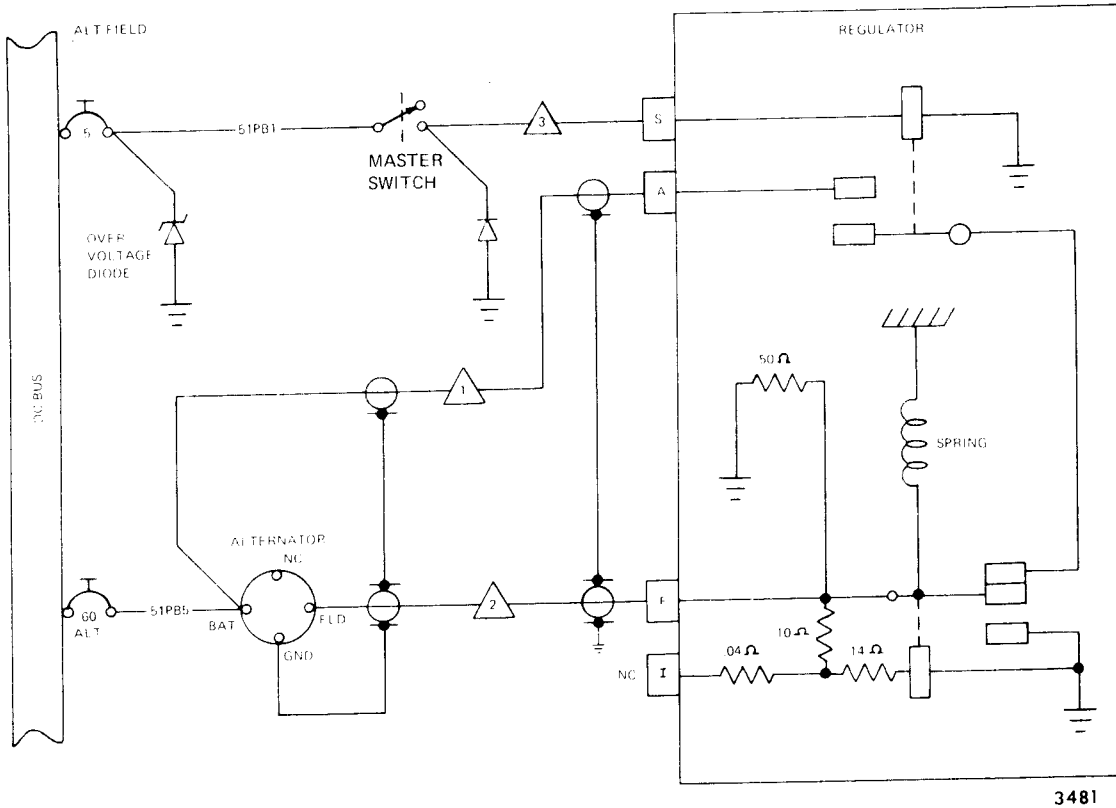 ALT FIELD
REGULATOR
5
51PB1
3
S
MASTER
SWITCH
A
OVER
VOLTAGE
DIODE
50 Ω
1
DC BUS
SPRING
ALTERNATOR
NC
60
ALT
51PB5
BAT
FLD
GND
2
F
10 Ω
NC
I
.04 Ω
14 Ω
3481